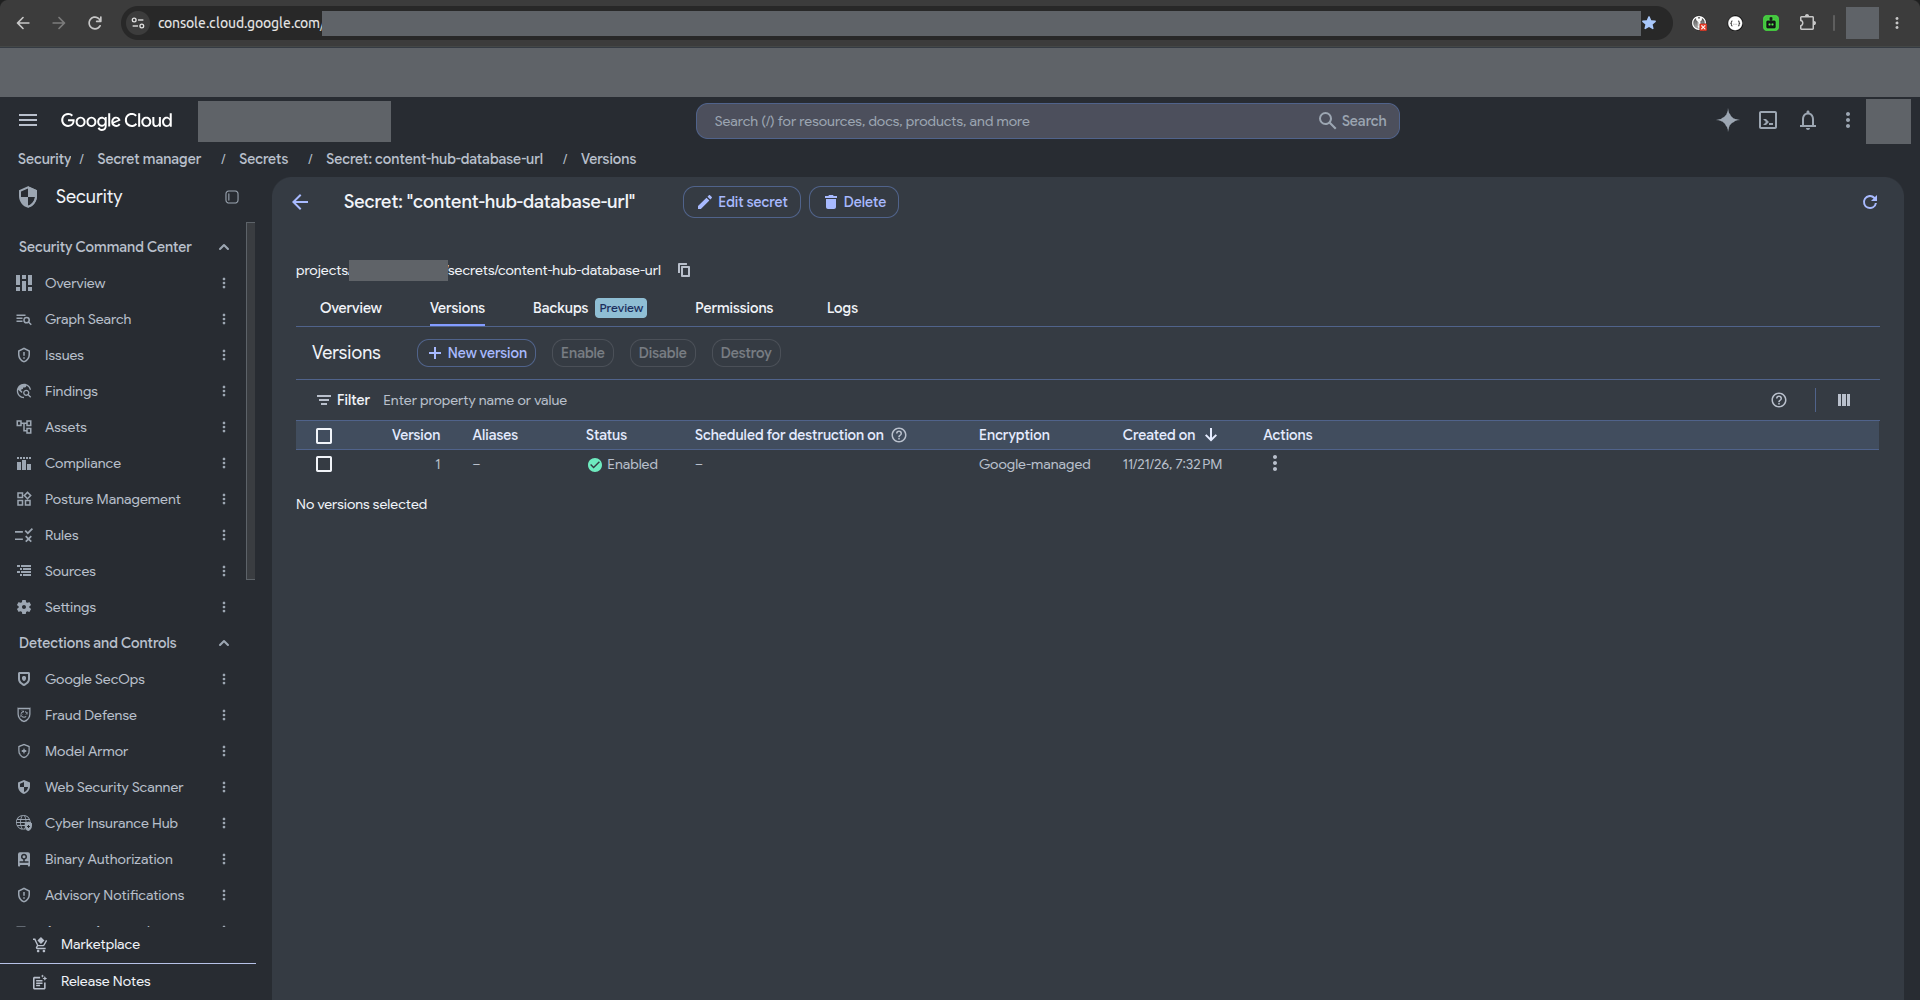 console.cloud.google.com/
Google Cloud
Search (/) for resources, docs, products, and more
Search
Security / Secret manager / Secrets / Secret: content-hub-database-url / Versions
Security
Security Command Center
Overview
Graph Search
Issues
Findings
Assets
Compliance
Posture Management
Rules
Sources
Settings
Detections and Controls
Google SecOps
Fraud Defense
Model Armor
Web Security Scanner
Cyber Insurance Hub
Binary Authorization
Advisory Notifications
Marketplace
Release Notes
Secret: "content-hub-database-url"
Edit secret
Delete
projects/ secrets/content-hub-database-url
Overview Versions Backups Preview Permissions Logs
Versions
New version
Enable
Disable
Destroy
Filter Enter property name or value
Version Aliases Status Scheduled for destruction on Encryption Created on Actions
1 – Enabled – Google-managed 11/21/26, 7:32 PM
No versions selected